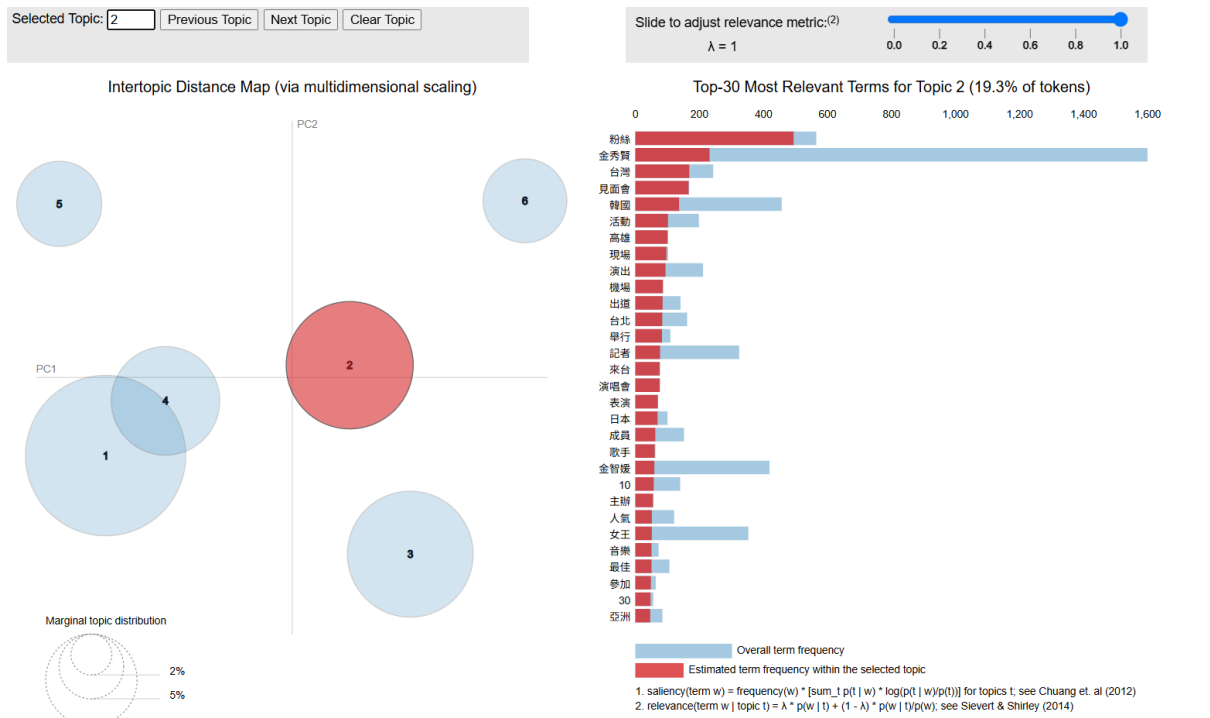 Selected Topic: 2 Previous Topic Next Topic Clear Topic
Slide to adjust relevance metric:(2)
λ = 1
0.0 0.2 0.4 0.6 0.8 1.0
Intertopic Distance Map (via multidimensional scaling)
PC2
PC1
5
6
2
4
1
3
Marginal topic distribution
2%
5%
Top-30 Most Relevant Terms for Topic 2 (19.3% of tokens)
0 200 400 600 800 1,000 1,200 1,400 1,600
粉絲
金秀賢
台灣
見面會
韓國
活動
高雄
現場
演出
機場
出道
台北
舉行
記者
來台
演唱會
表演
日本
成員
歌手
金智媛
10
主辦
人氣
女王
音樂
最佳
參加
30
亞洲
Overall term frequency
Estimated term frequency within the selected topic
1. saliency(term w) = frequency(w) * [sum_t p(t | w) * log(p(t | w)/p(t))] for topics t; see Chuang et. al (2012)
2. relevance(term w | topic t) = λ * p(w | t) + (1 - λ) * p(w | t)/p(w); see Sievert & Shirley (2014)